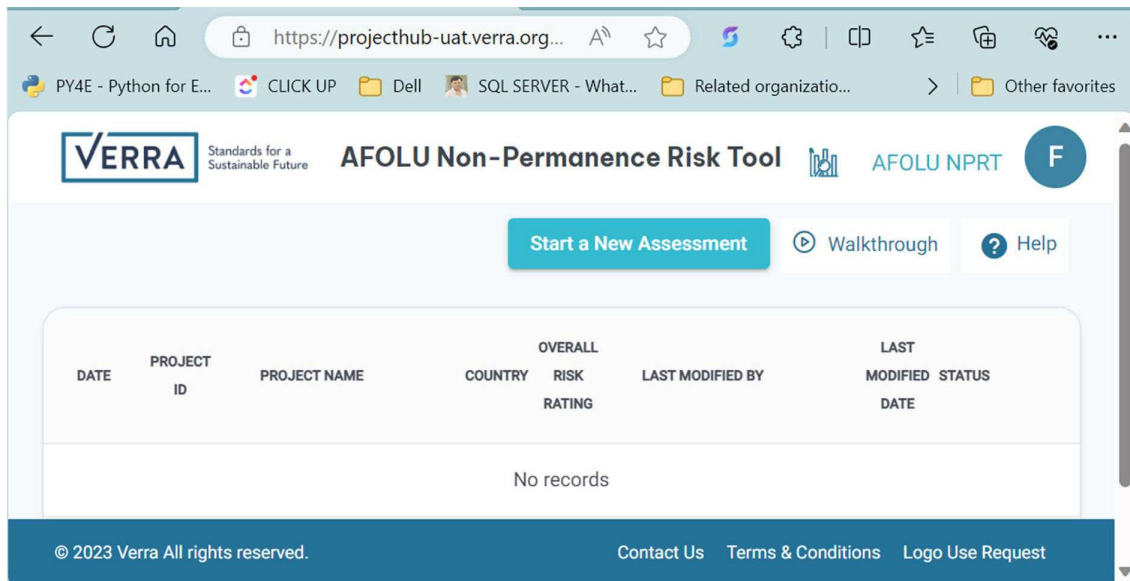 https://projecthub-uat.verra.org...
PY4E - Python for E...
CLICK UP
Dell
SQL SERVER - What...
Related organizatio...
Other favorites
VERRA
Standards for a
Sustainable Future
AFOLU Non-Permanence Risk Tool
AFOLU NPRT
F
Start a New Assessment
Walkthrough
? Help
DATE
PROJECT
ID
PROJECT NAME
COUNTRY
OVERALL
RISK
RATING
LAST MODIFIED BY
LAST
MODIFIED
DATE
STATUS
No records
© 2023 Verra All rights reserved.
Contact Us
Terms & Conditions
Logo Use Request